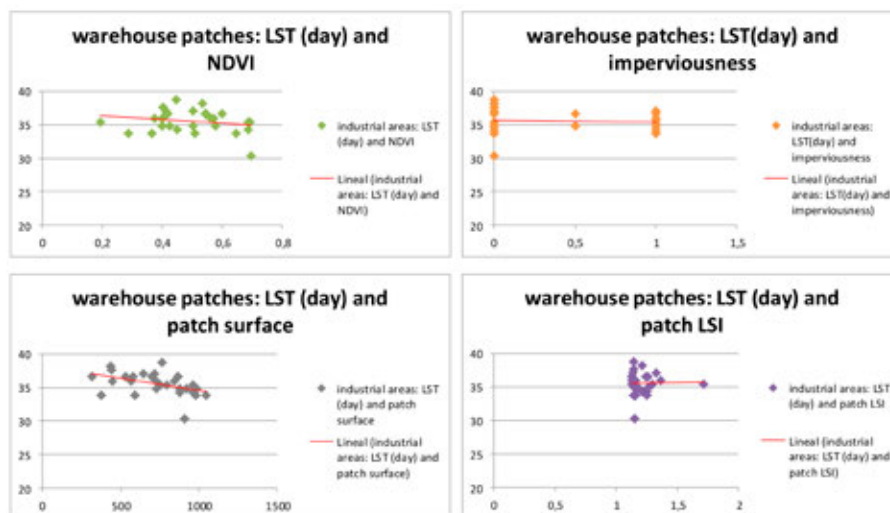 warehouse patches: LST (day) and
NDVI
40
35
30
25
20
0
0,2
0,4
0,6
0,8
industrial areas: LST
(day) and NDVI
Lineal (industrial
areas: LST (day) and
NDVI)
warehouse patches: LST(day) and
imperviousness
40
35
30
25
20
0
0,5
1
1,5
industrial areas:
LST(day) and
imperviousness
Lineal (industrial
areas: LST(day) and
imperviousness)
warehouse patches: LST (day) and
patch surface
40
35
30
25
20
0
500
1000
1500
industrial areas: LST
(day) and patch
surface
Lineal (industrial
areas: LST (day) and
patch surface)
warehouse patches: LST (day) and
patch LSI
40
35
30
25
20
0
0,5
1
1,5
2
industrial areas: LST
(day) and patch LSI
Lineal (industrial
areas: LST (day) and
patch LSI)